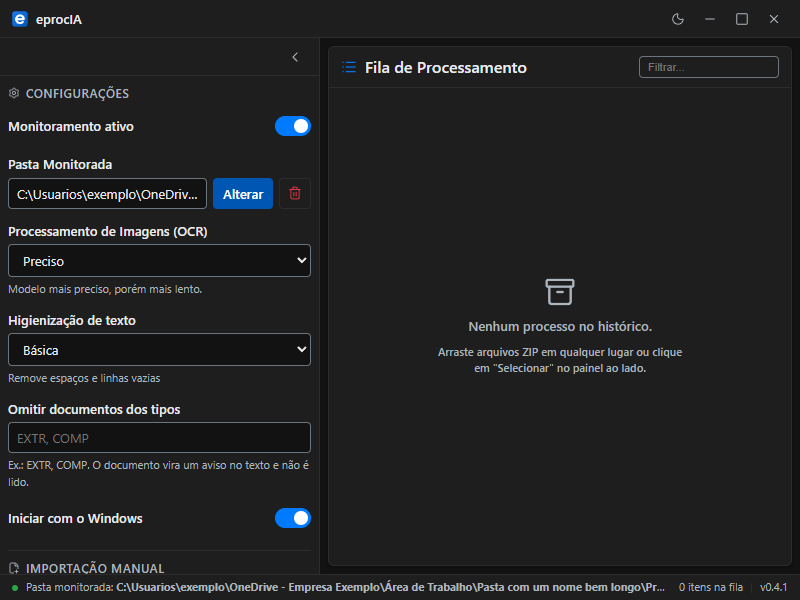 eprocIA
CONFIGURAÇÕES
Monitoramento ativo
Pasta Monitorada
C:\Usuarios\exemplo\OneDriv...
Alterar
Processamento de Imagens (OCR)
Preciso
Modelo mais preciso, porém mais lento.
Higienização de texto
Básica
Remove espaços e linhas vazias
Omitir documentos dos tipos
EXTR, COMP
Ex.: EXTR, COMP. O documento vira um aviso no texto e não é
lido.
Iniciar com o Windows
IMPORTAÇÃO MANUAL
Fila de Processamento
Filtrar...
Nenhum processo no histórico.
Arraste arquivos ZIP em qualquer lugar ou clique
em "Selecionar" no painel ao lado.
Pasta monitorada: C:\Usuarios\exemplo\OneDrive - Empresa Exemplo\Área de Trabalho\Pasta com um nome bem longo\Pr...
0 itens na fila
v0.4.1